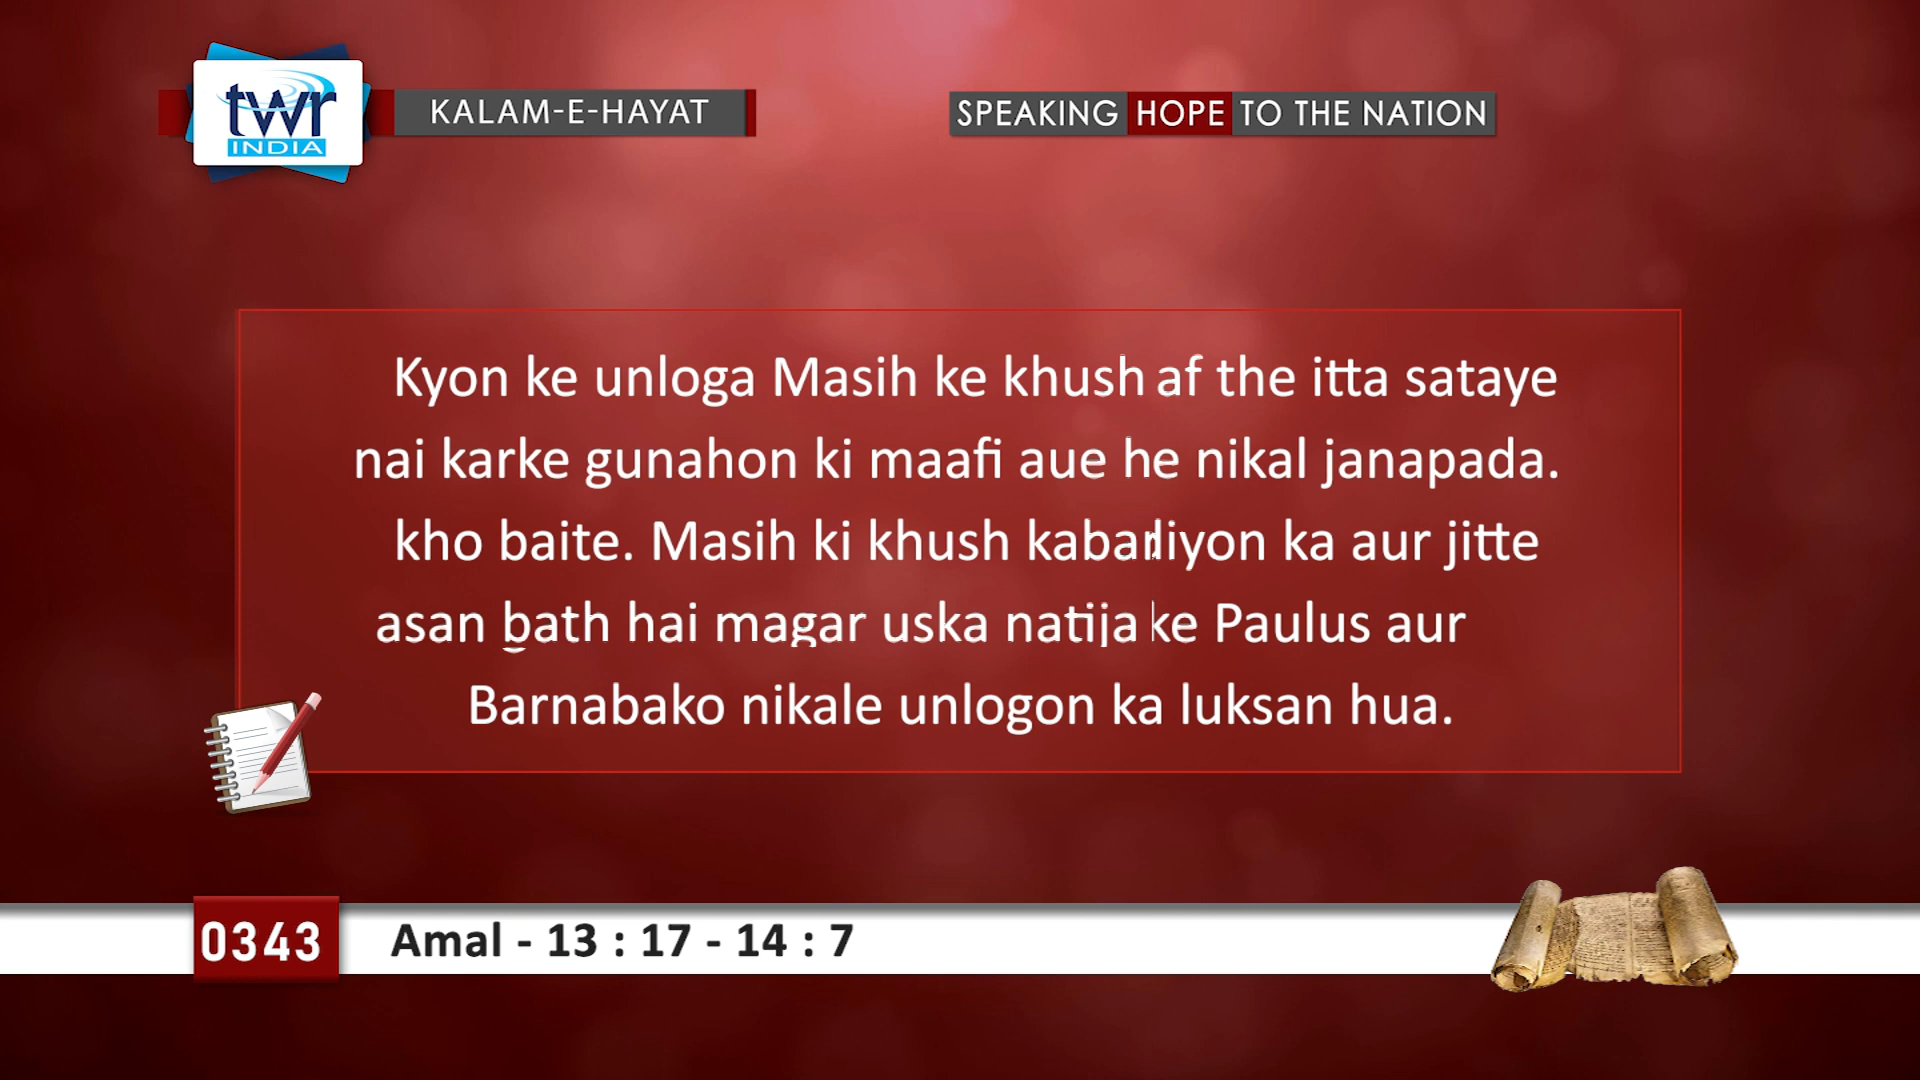 twr
INDIA
KALAM-E-HAYAT
SPEAKING HOPE TO THE NATION
Kyon ke unloga Masih ke khush af the itta sataye
nai karke gunahon ki maafi aue he nikal janapada.
kho baite. Masih ki khush kabarliyon ka aur jitte
asan bath hai magar uska natija ke Paulus aur
Barnabako nikale unlogon ka luksan hua.
0343
Amal - 13 : 17 - 14 : 7